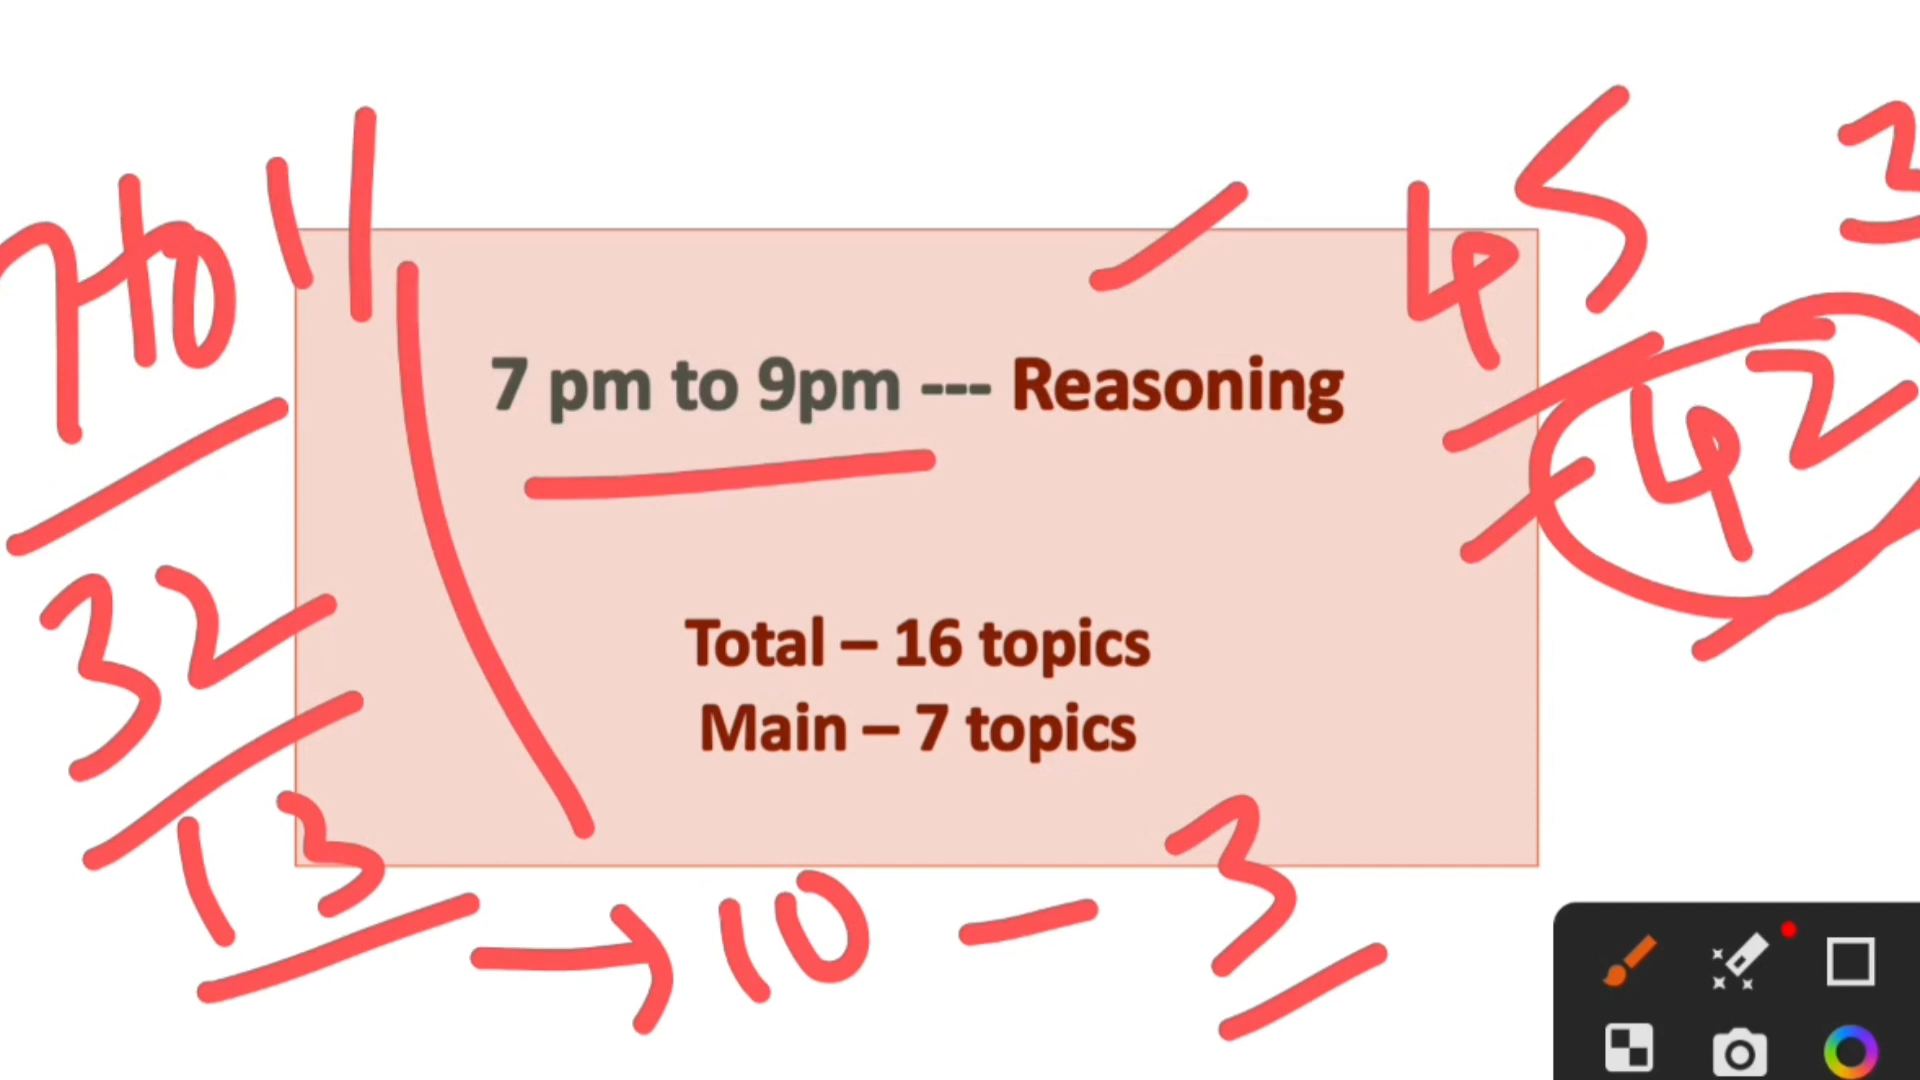 45
7 pm to 9pm --- Reasoning
42
32
Total – 16 topics
Main – 7 topics
13 → 10 – 3